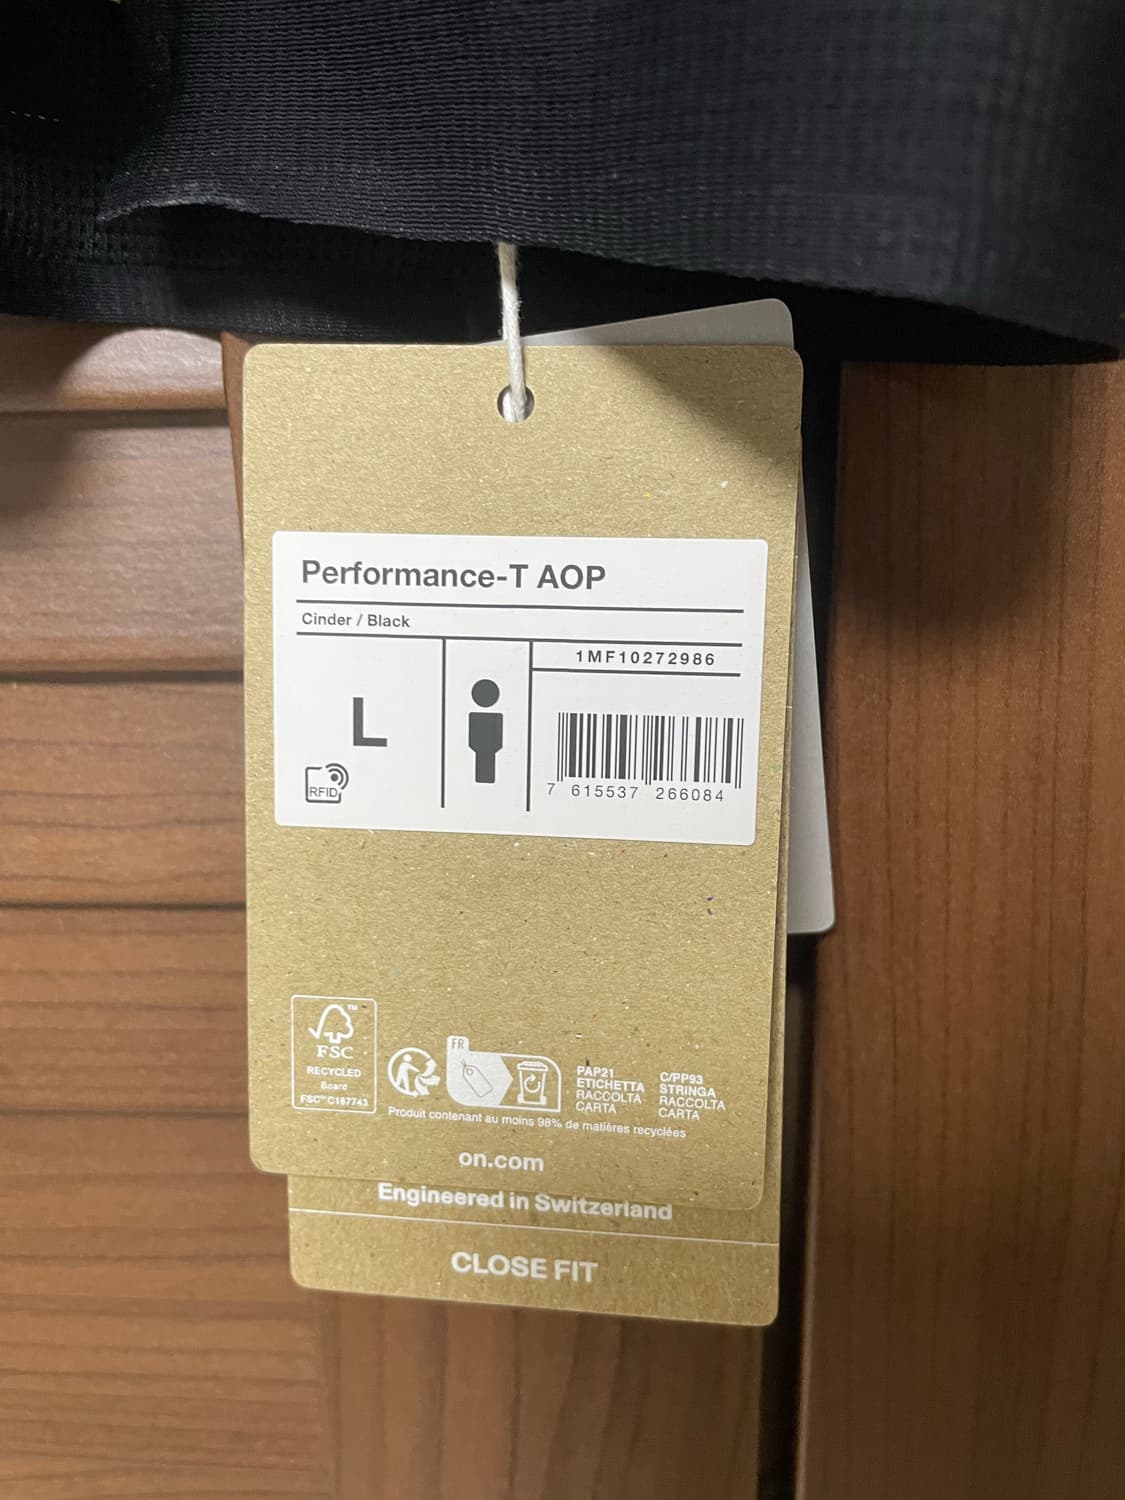 Performance-T AOP
Cinder / Black
1MF10272986
L
RFID
7 615537 266084
FSC™
RECYCLED
Board
FSC™ C187743
FR
PAP21
ETICHETTA
RACCOLTA
CARTA
C/PP93
STRINGA
RACCOLTA
CARTA
Produit contenant au moins 98% de matières recyclées
on.com
Engineered in Switzerland
CLOSE FIT